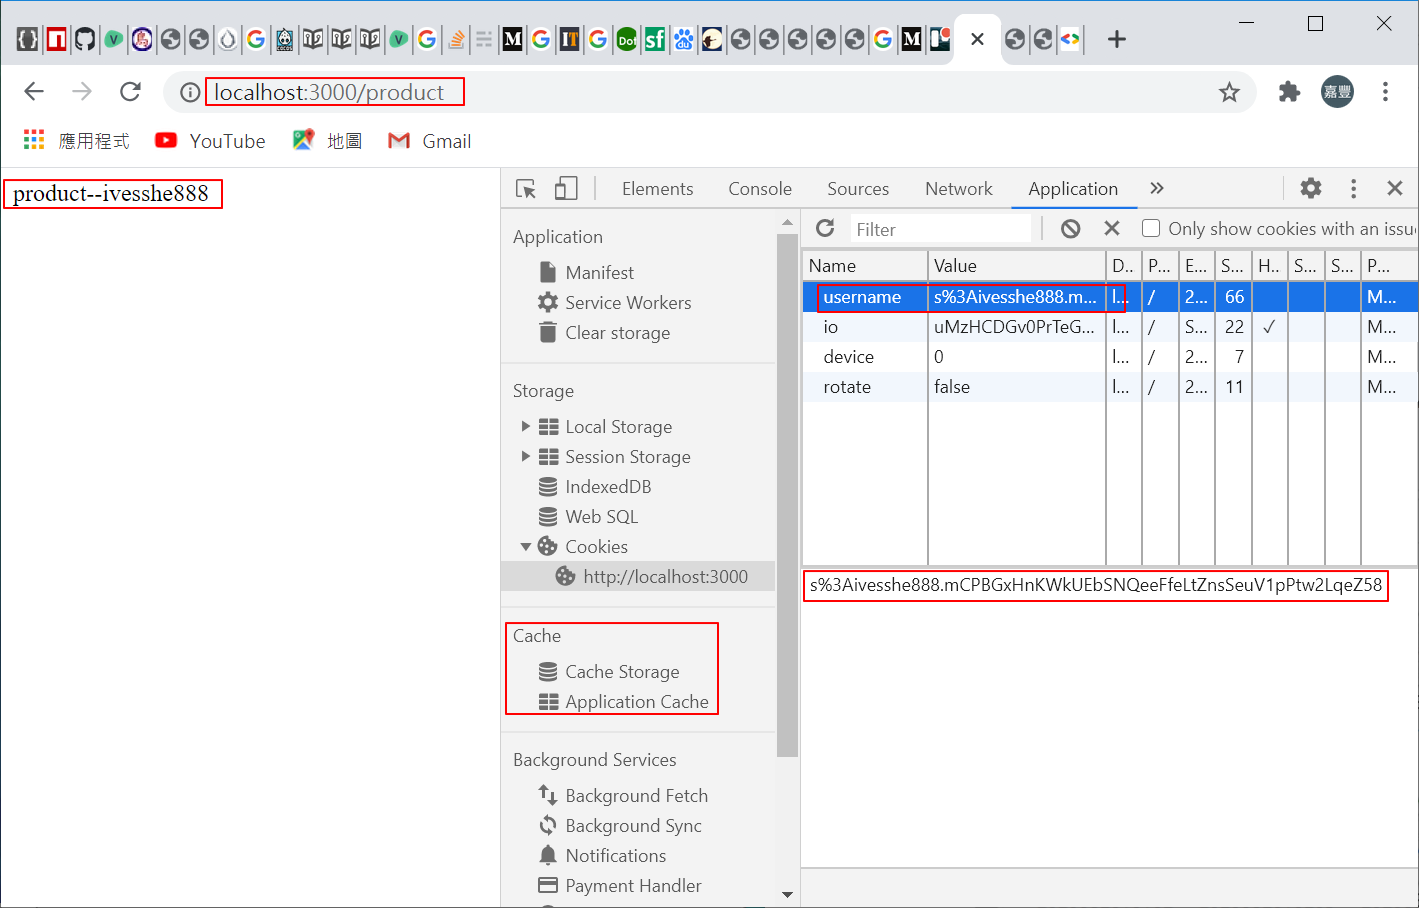 localhost:3000/product
嘉豐
應用程式 YouTube 地圖 Gmail
product--ivesshe888
Elements Console Sources Network Application
Application
Manifest
Service Workers
Clear storage
Storage
Local Storage
Session Storage
IndexedDB
Web SQL
Cookies
http://localhost:3000
Cache
Cache Storage
Application Cache
Background Services
Background Fetch
Background Sync
Notifications
Payment Handler
Filter Only show cookies with an issu
Name Value D... P... E... S... H.. S... S... P...
username s%3Aivesshe888.m... l... / 2... 66 M...
io uMzHCDGv0PrTeG... l... / S... 22 ✓ M...
device 0 l... / 2... 7 M...
rotate false l... / 2... 11 M...
s%3Aivesshe888.mCPBGxHnKWkUEbSNQeeFfeLtZnsSeuV1pPtw2LqeZ58